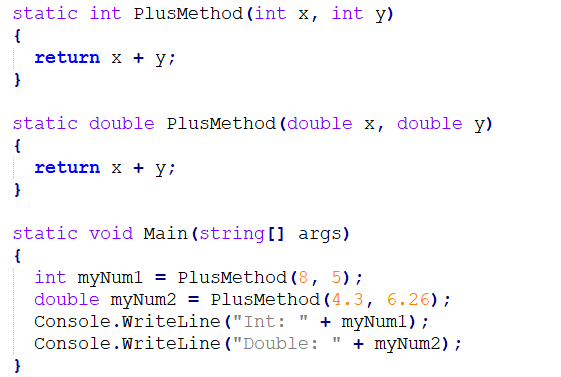 static int PlusMethod(int x, int y)
{
  return x + y;
}

static double PlusMethod(double x, double y)
{
  return x + y;
}

static void Main(string[] args)
{
  int myNum1 = PlusMethod(8, 5);
  double myNum2 = PlusMethod(4.3, 6.26);
  Console.WriteLine("Int: " + myNum1);
  Console.WriteLine("Double: " + myNum2);
}